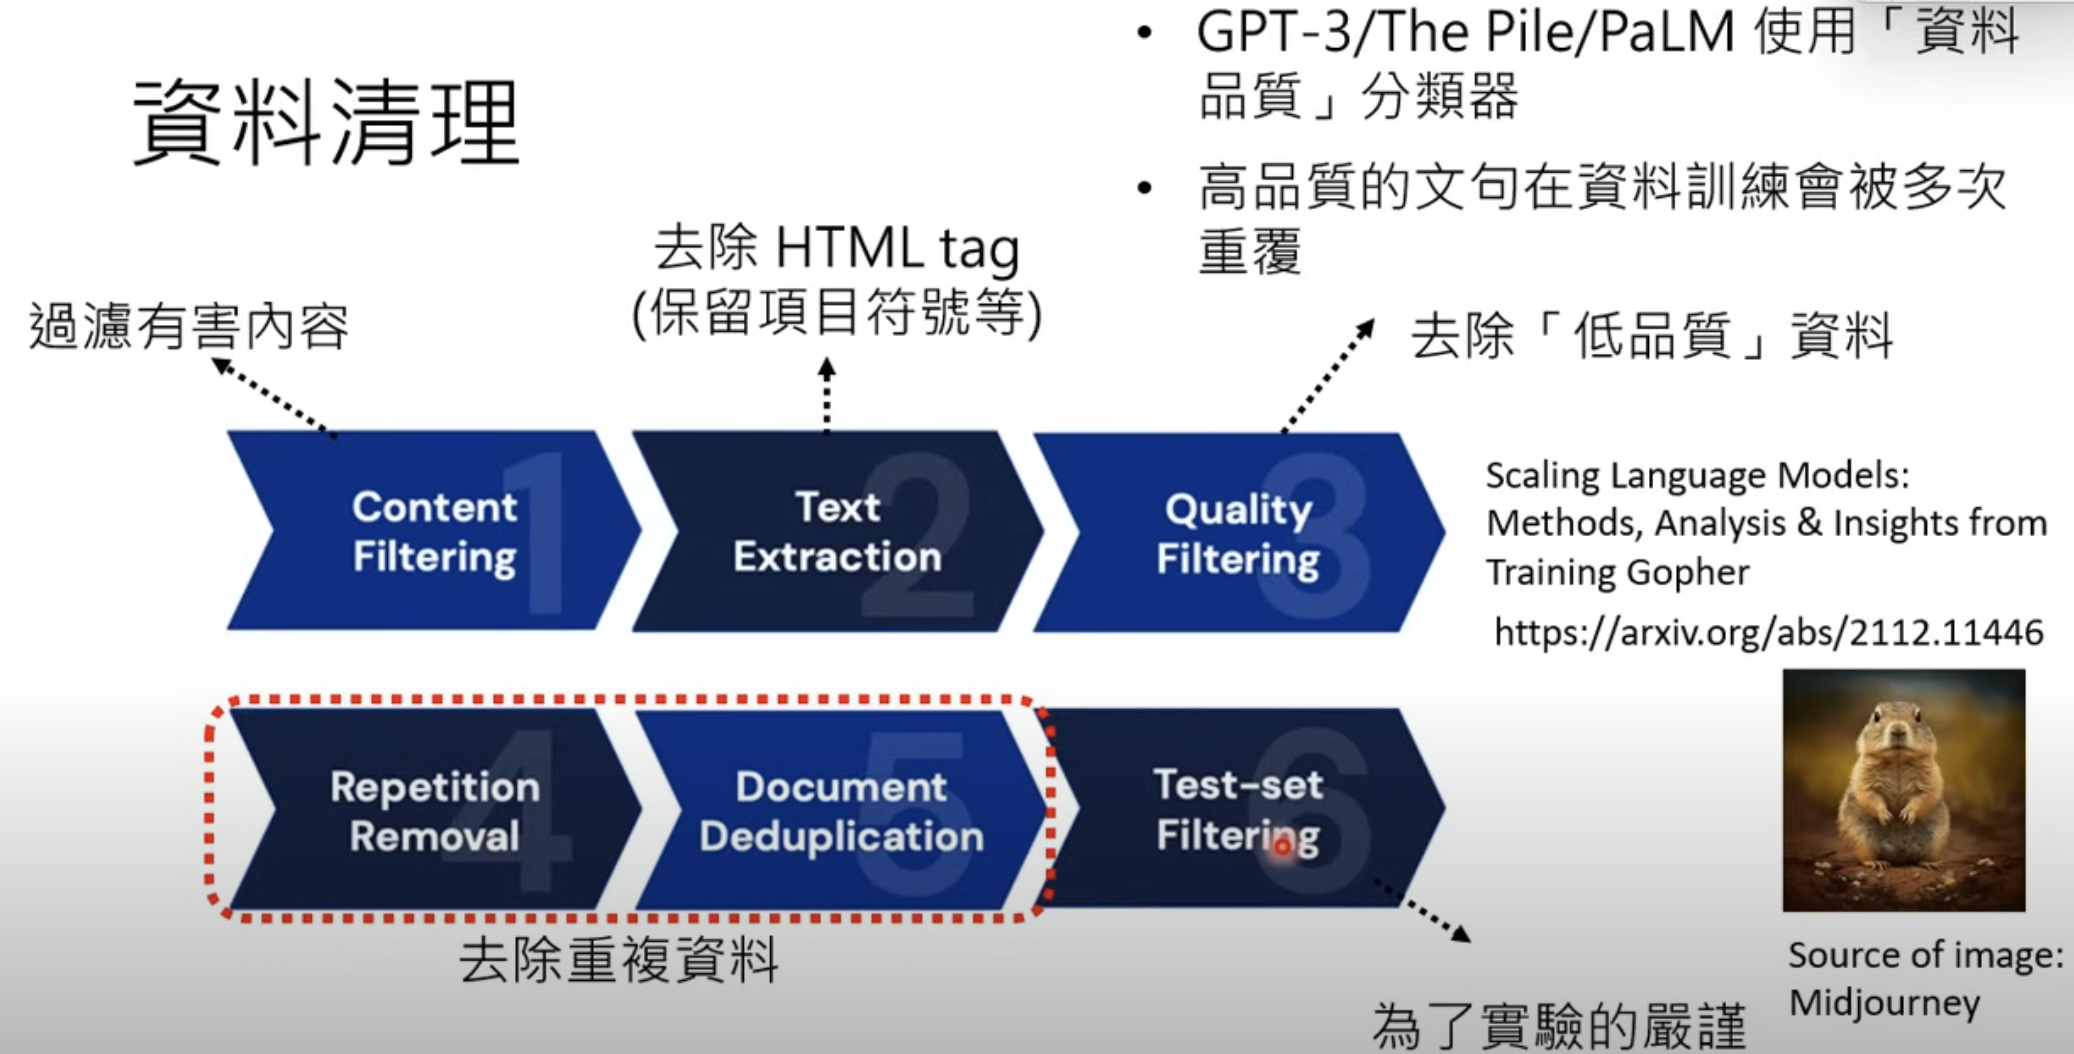 資料清理
• GPT-3/The Pile/PaLM 使用「資料
品質」分類器
• 高品質的文句在資料訓練會被多次
重覆
過濾有害內容
去除 HTML tag
(保留項目符號等)
去除「低品質」資料
1
Content
Filtering
2
Text
Extraction
3
Quality
Filtering
Scaling Language Models:
Methods, Analysis & Insights from
Training Gopher
https://arxiv.org/abs/2112.11446
4
Repetition
Removal
5
Document
Deduplication
6
Test-set
Filtering
去除重複資料
為了實驗的嚴謹
Source of image:
Midjourney